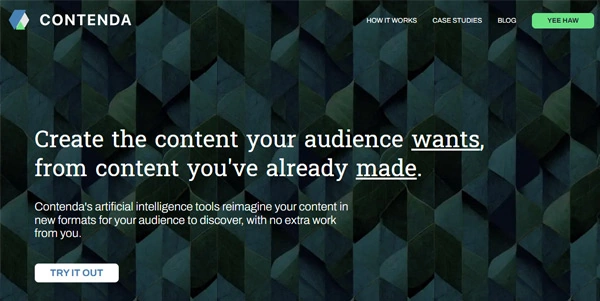 CONTENDA
HOW IT WORKS CASE STUDIES BLOG YEE HAW
Create the content your audience wants,
from content you've already made.
Contenda's artificial intelligence tools reimagine your content in
new formats for your audience to discover, with no extra work
from you.
TRY IT OUT